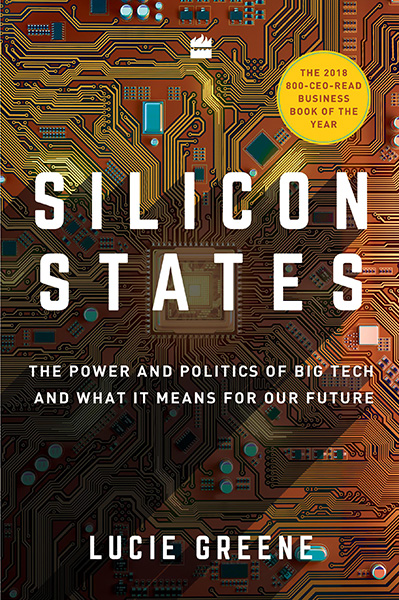 THE 2018
800-CEO-READ
BUSINESS
BOOK OF THE
YEAR
SILICON
STATES
THE POWER AND POLITICS OF BIG TECH
AND WHAT IT MEANS FOR OUR FUTURE
LUCIE GREENE